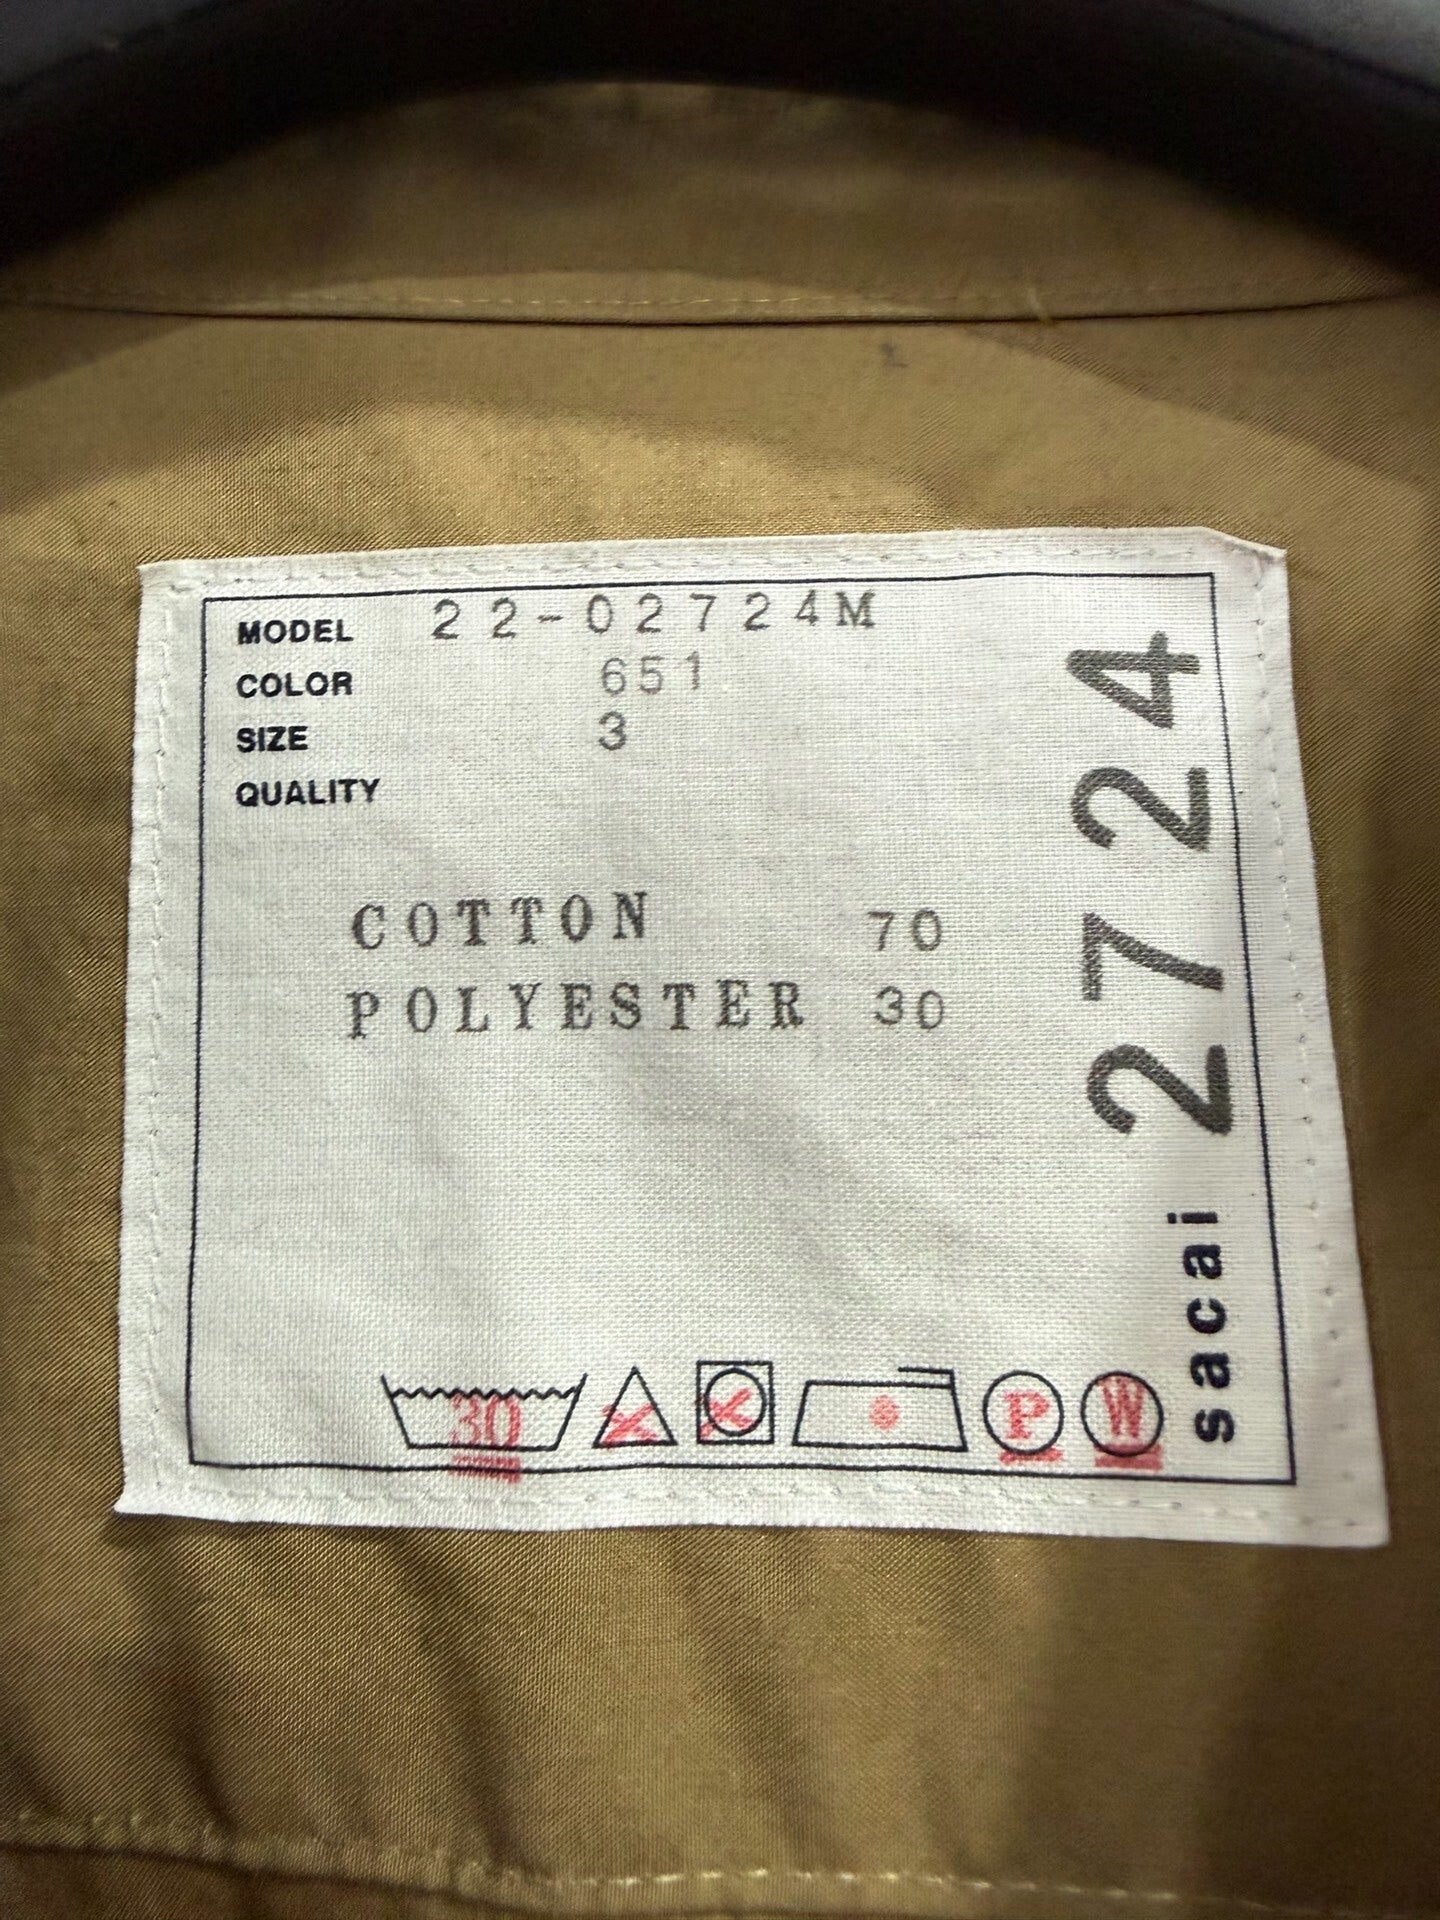 MODEL 22-02724M
COLOR 651
SIZE 3
QUALITY
COTTON 70
POLYESTER 30
30
P
W
sacai 2724